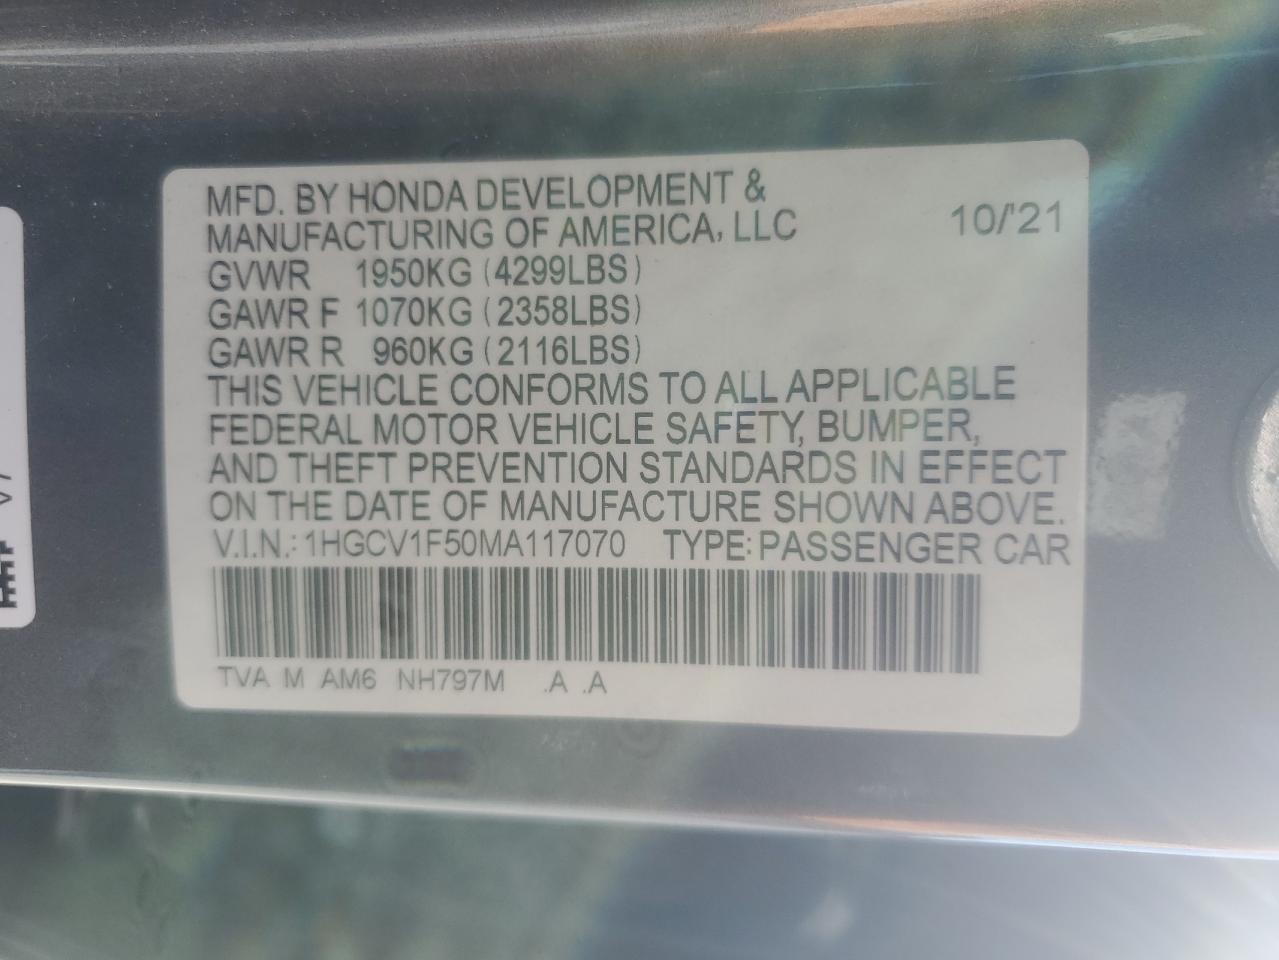 MFD. BY HONDA DEVELOPMENT &
MANUFACTURING OF AMERICA, LLC 10/'21
GVWR 1950KG (4299LBS)
GAWR F 1070KG (2358LBS)
GAWR R 960KG (2116LBS)
THIS VEHICLE CONFORMS TO ALL APPLICABLE
FEDERAL MOTOR VEHICLE SAFETY, BUMPER,
AND THEFT PREVENTION STANDARDS IN EFFECT
ON THE DATE OF MANUFACTURE SHOWN ABOVE.
V.I.N.: 1HGCV1F50MA117070 TYPE: PASSENGER CAR
TVA M AM6 NH797M .A .A